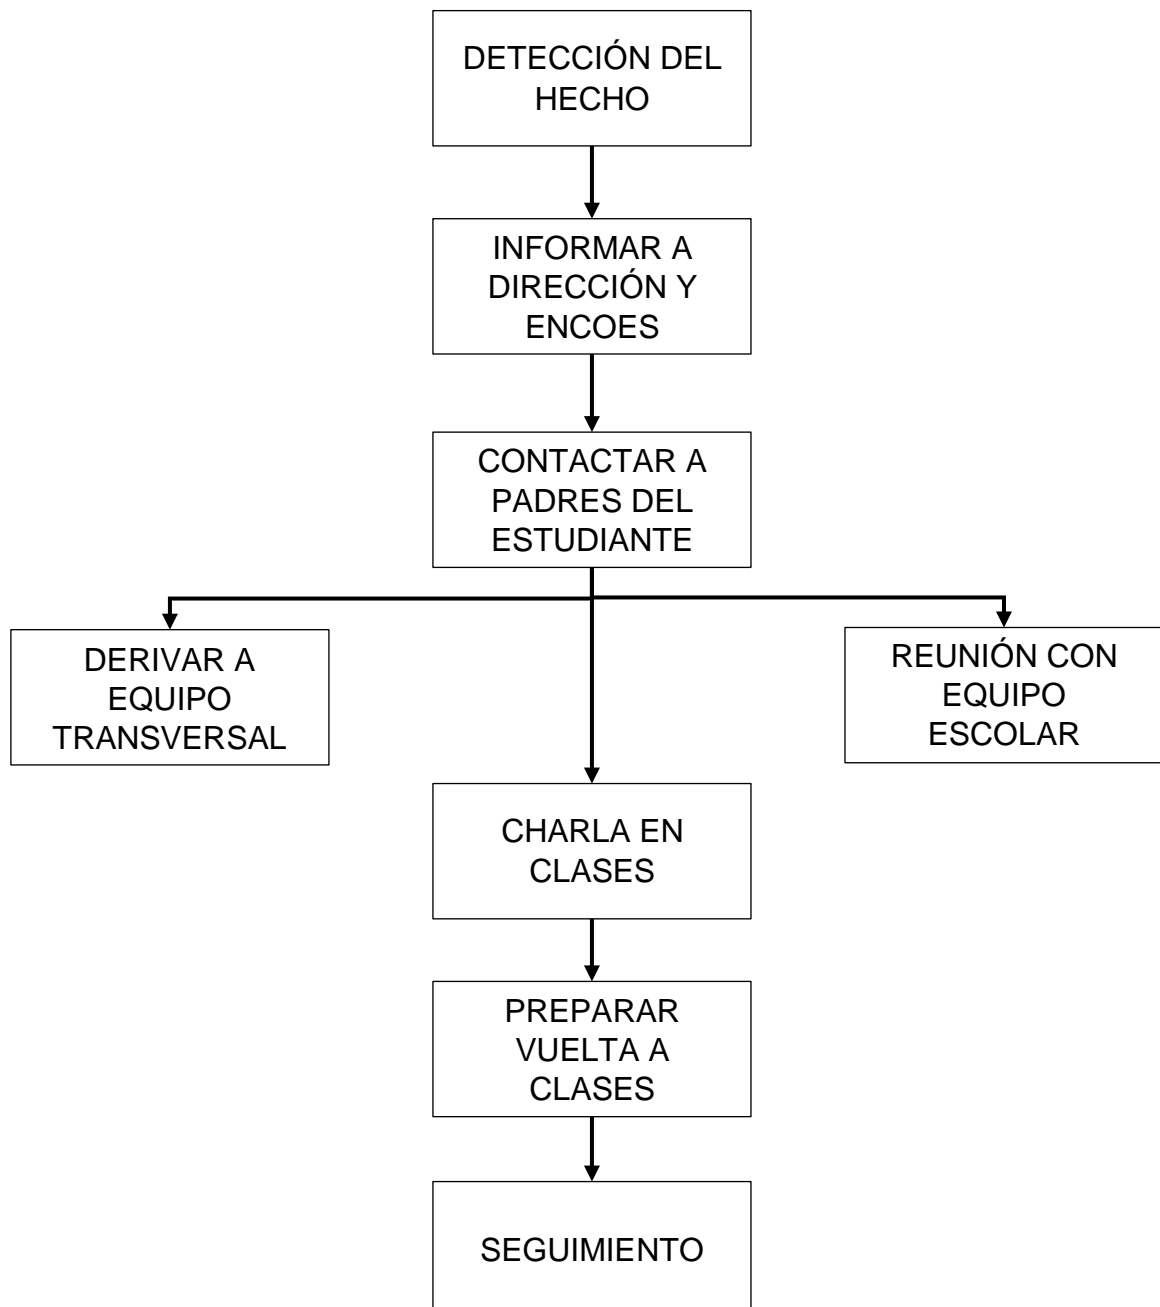 DETECCIÓN DEL
HECHO
INFORMAR A
DIRECCIÓN Y
ENCOES
CONTACTAR A
PADRES DEL
ESTUDIANTE
DERIVAR A
EQUIPO
TRANSVERSAL
REUNIÓN CON
EQUIPO
ESCOLAR
CHARLA EN
CLASES
PREPARAR
VUELTA A
CLASES
SEGUIMIENTO